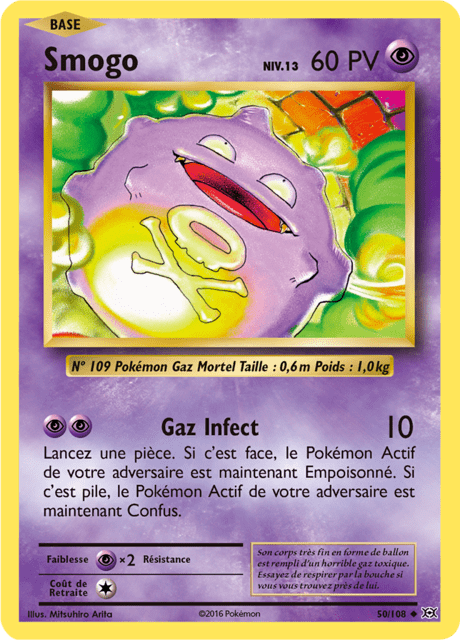 BASE
Smogo NIV.13 60 PV
Nº 109 Pokémon Gaz Mortel Taille : 0,6 m Poids : 1,0 kg
Gaz Infect 10
Lancez une pièce. Si c'est face, le Pokémon Actif
de votre adversaire est maintenant Empoisonné. Si
c'est pile, le Pokémon Actif de votre adversaire est
maintenant Confus.
Faiblesse ×2 Résistance
Coût de
Retraite
Son corps très fin en forme de ballon
est rempli d'un horrible gaz toxique.
Essayez de respirer par la bouche si
vous vous trouvez près de lui.
Illus. Mitsuhiro Arita ©2016 Pokémon 50/108